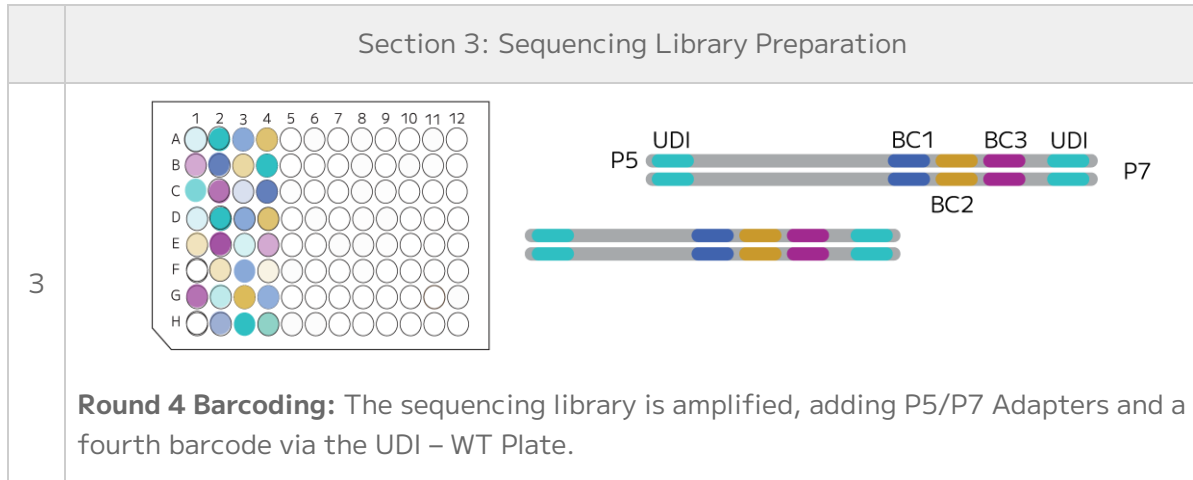 Section 3: Sequencing Library Preparation
3
1 2 3 4 5 6 7 8 9 10 11 12
A
B
C
D
E
F
G
H
UDI BC1 BC3 UDI
P5 P7
BC2
Round 4 Barcoding: The sequencing library is amplified, adding P5/P7 Adapters and a
fourth barcode via the UDI – WT Plate.